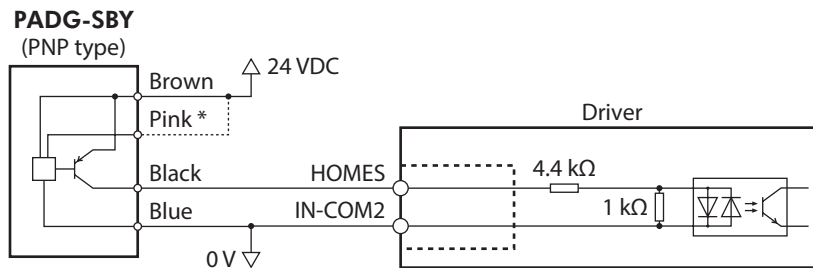 PADG-SBY
(PNP type)
Brown
24 VDC
Pink *
Driver
Black
HOMES
4.4 kΩ
1 kΩ
Blue
IN-COM2
0 V